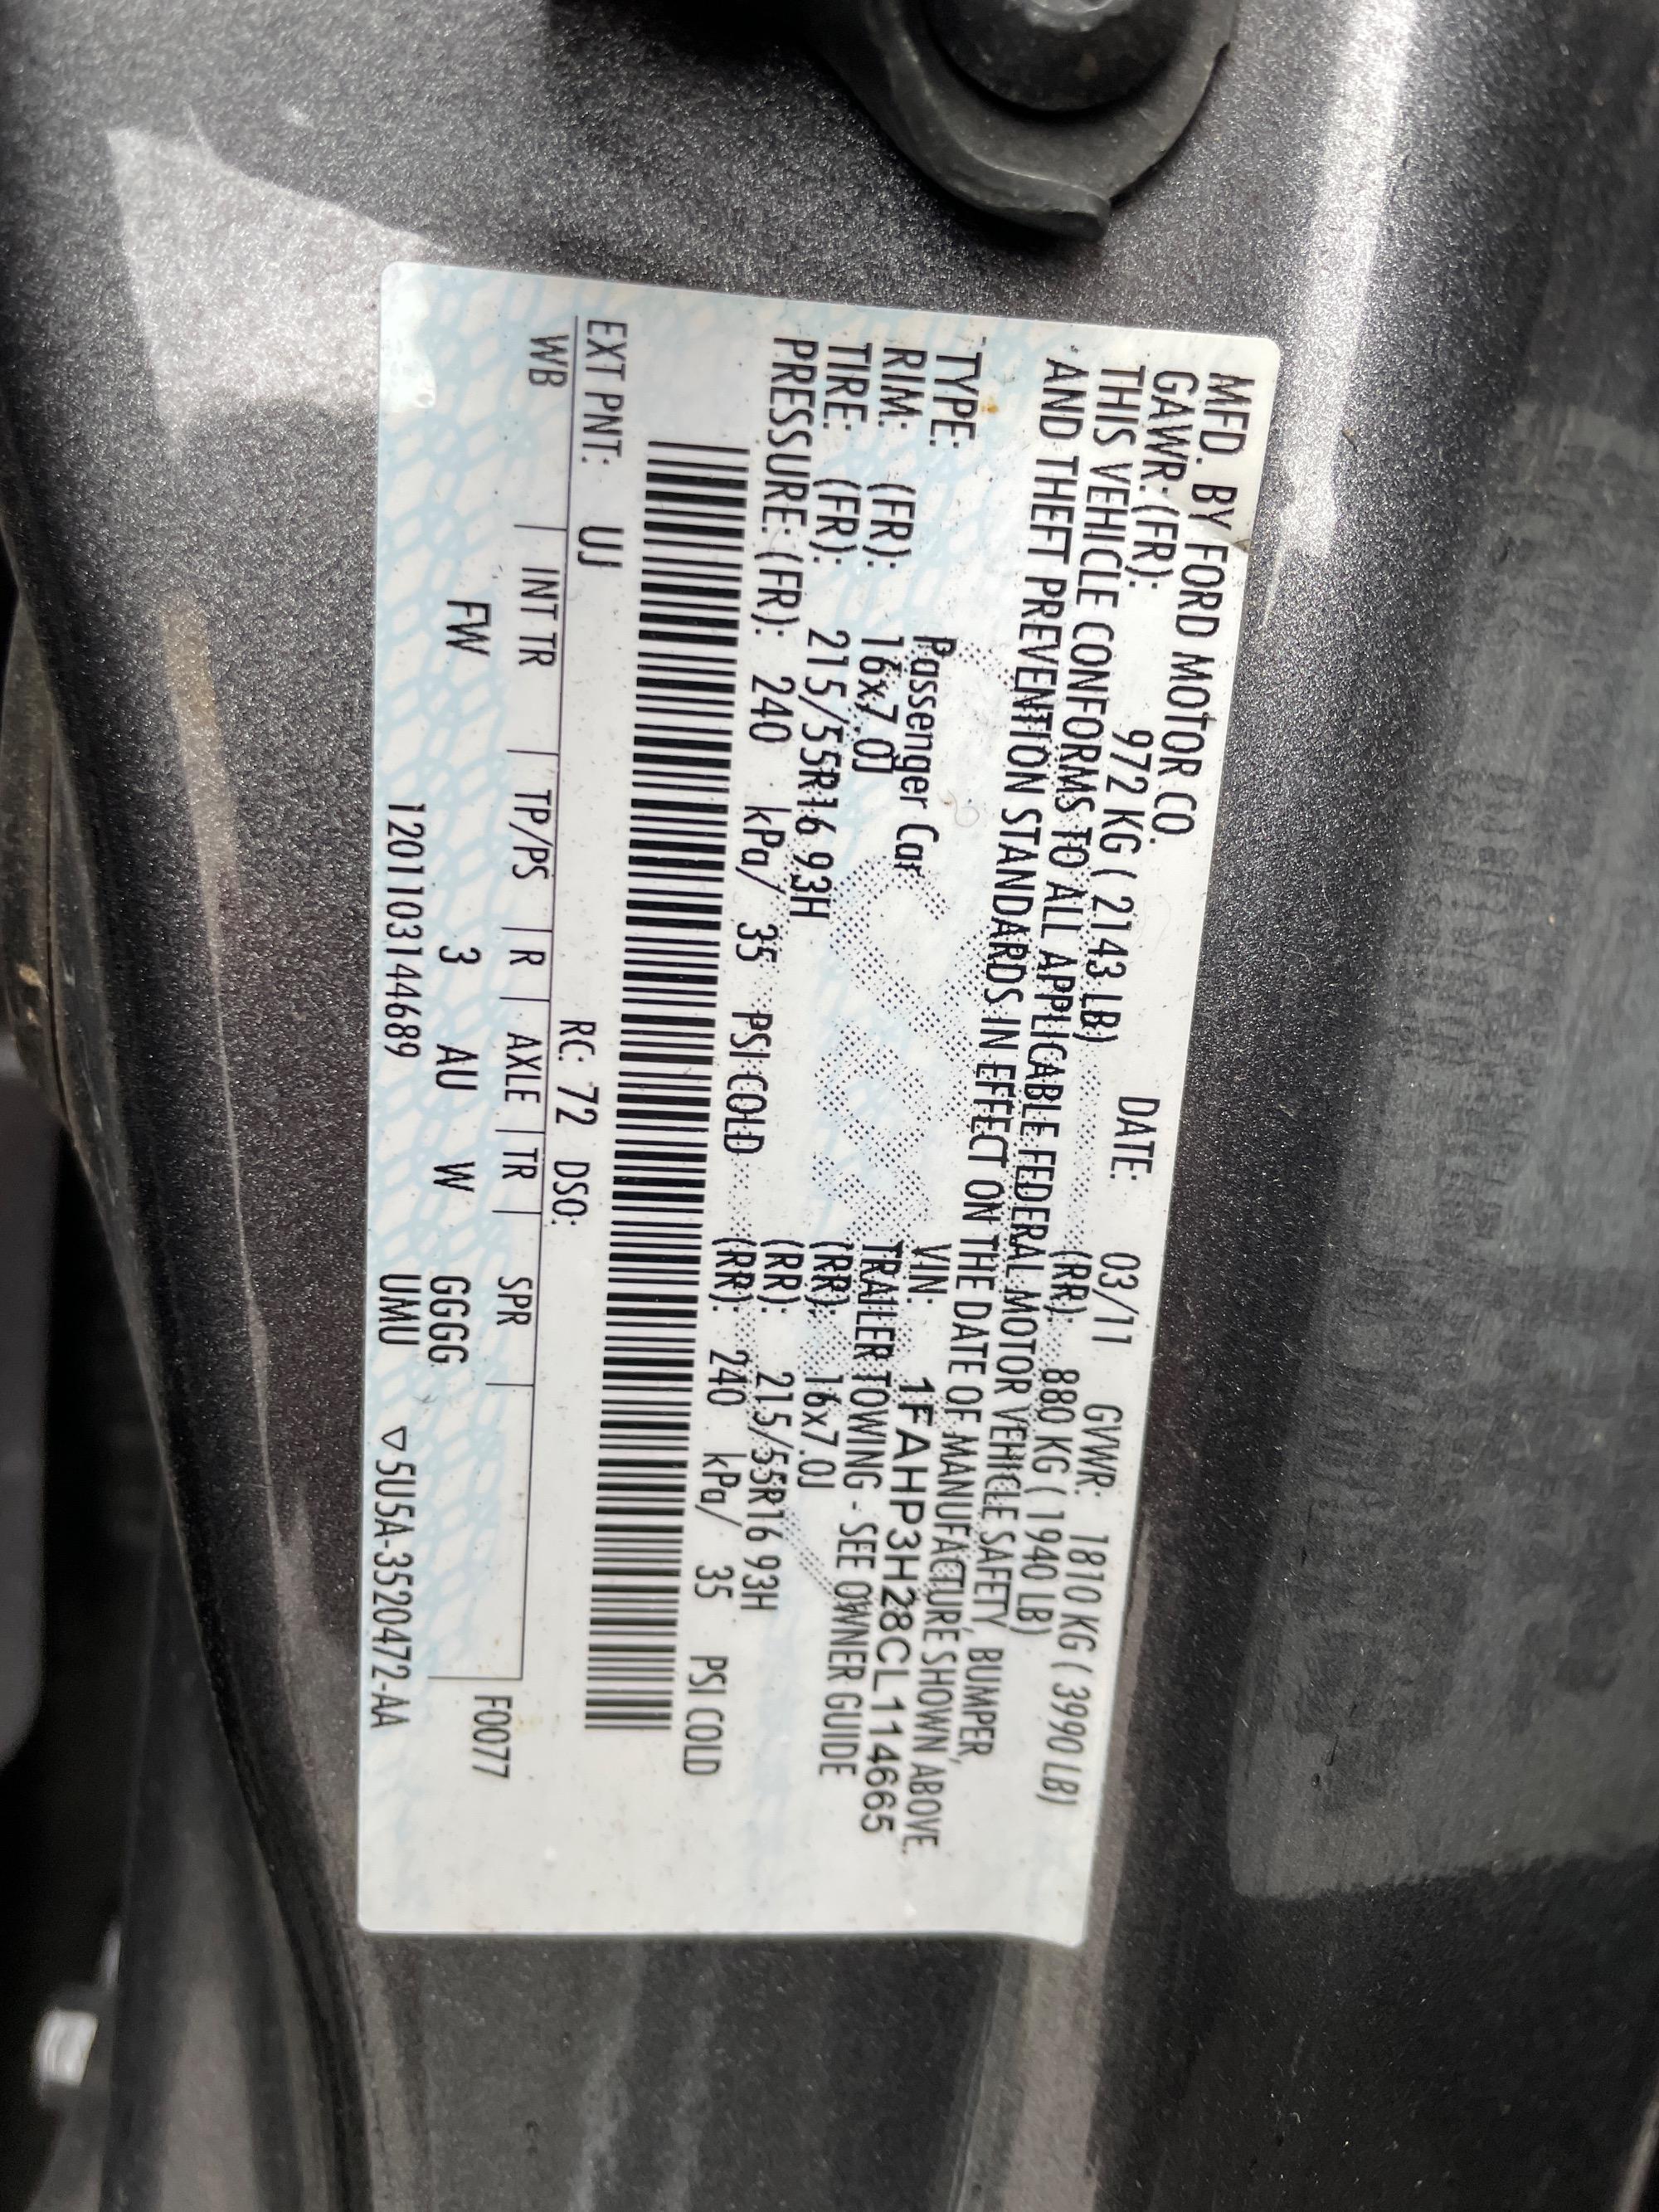 MFD. BY FORD MOTOR CO.
DATE: 03/11 GVWR: 1810 KG ( 3990 LB)
GAWR: (FR): 972 KG ( 2143 LB) (RR): 880 KG ( 1940 LB)
THIS VEHICLE CONFORMS TO ALL APPLICABLE FEDERAL MOTOR VEHICLE SAFETY, BUMPER,
AND THEFT PREVENTION STANDARDS IN EFFECT ON THE DATE OF MANUFACTURE SHOWN ABOVE.
VIN: 1FAHP3H28CL114665
TYPE: Passenger Car TRAILER TOWING - SEE OWNER GUIDE
RIM: (FR): 16x7.0J (RR): 16x7.0J
TIRE: (FR): 215/55R16 93H (RR): 215/55R16 93H
PRESSURE: (FR): 240 kPa/ 35 PSI COLD (RR): 240 kPa/ 35 PSI COLD
EXT PNT: UJ RC: 72 DSO:
WB INT TR TP/PS R AXLE TR SPR F0077
FW 3 AU W GGGG
120110314689 UMU ▽5U5A-3520472-AA